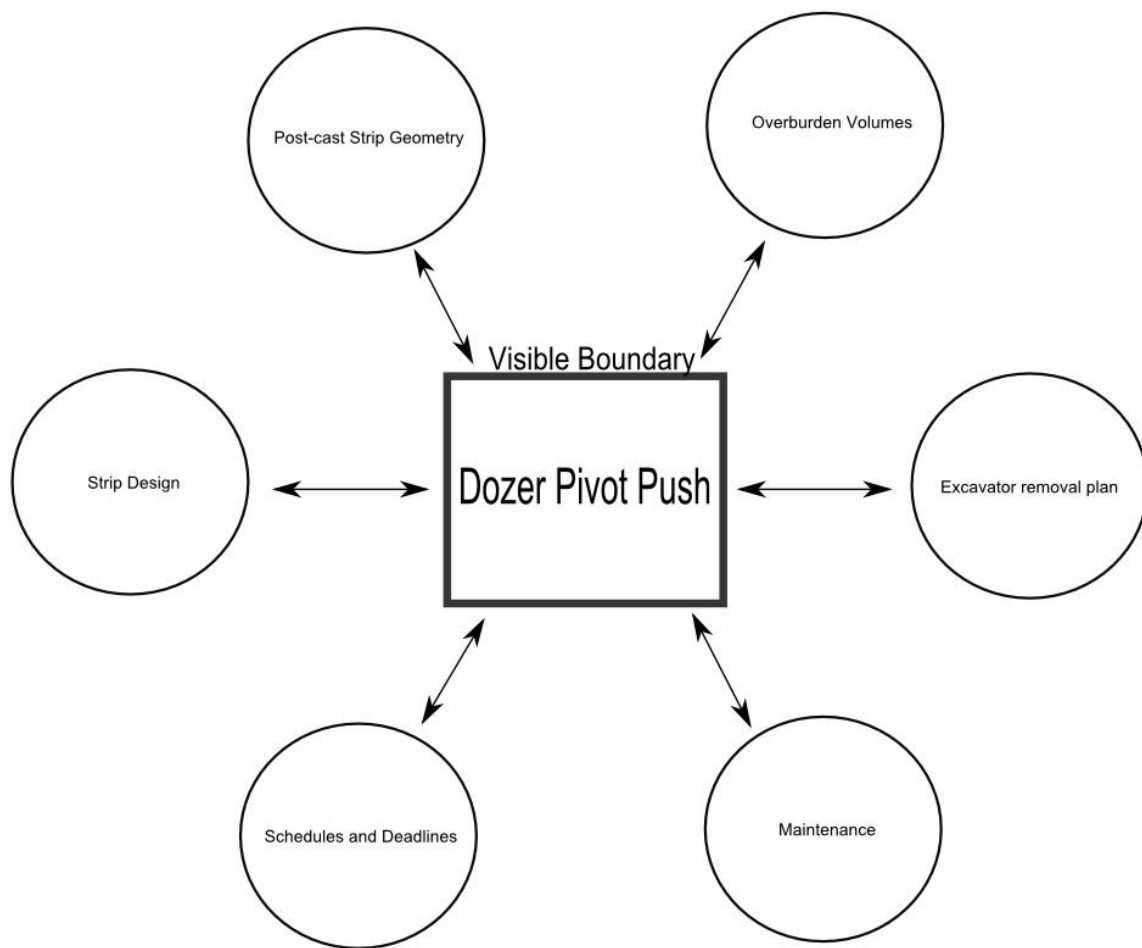 Post-cast Strip Geometry
Overburden Volumes
Visible Boundary
Strip Design
Dozer Pivot Push
Excavator removal plan
Schedules and Deadlines
Maintenance